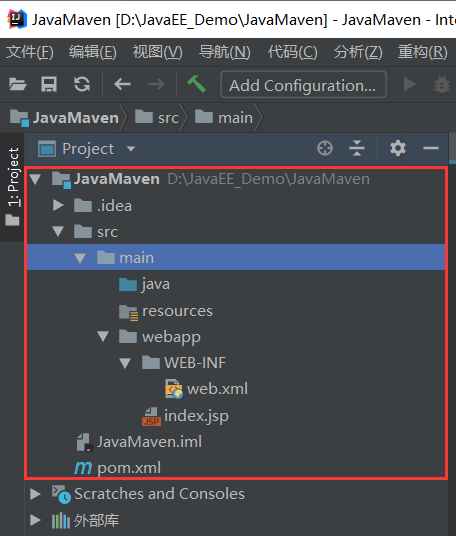 JavaMaven [D:\JavaEE_Demo\JavaMaven] - JavaMaven - Inte
文件(F) 编辑(E) 视图(V) 导航(N) 代码(C) 分析(Z) 重构(R)
Add Configuration...
JavaMaven src main
1: Project
Project
JavaMaven D:\JavaEE_Demo\JavaMaven
.idea
src
main
java
resources
webapp
WEB-INF
web.xml
JSP index.jsp
JavaMaven.iml
m pom.xml
Scratches and Consoles
外部库